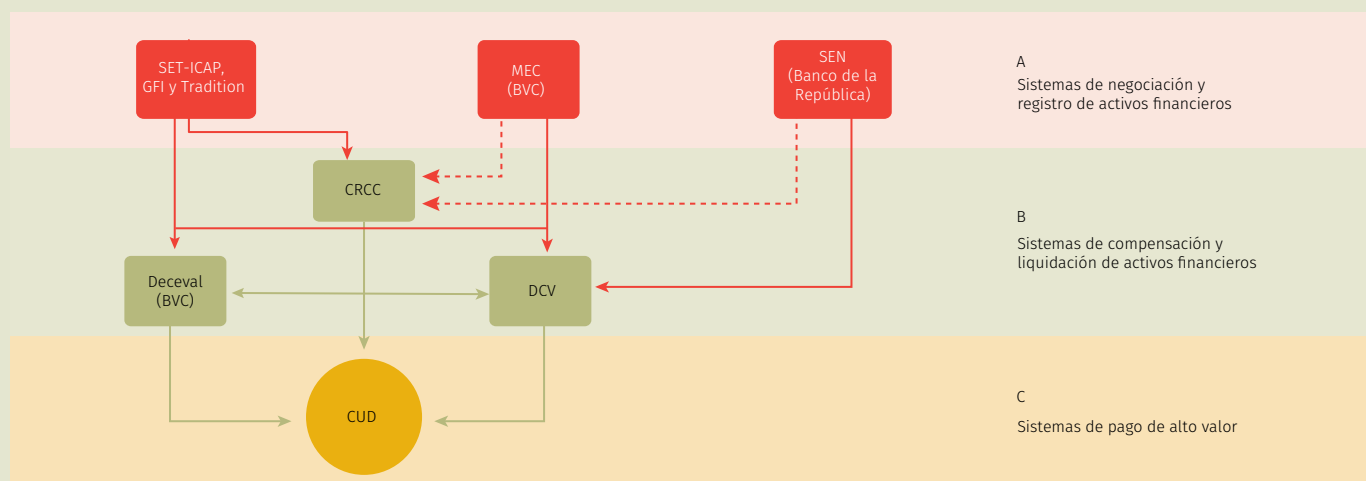 SET-ICAP,
GFI y Tradition
MEC
(BVC)
SEN
(Banco de la
República)
A
Sistemas de negociación y
registro de activos financieros
CRCC
B
Sistemas de compensación y
liquidación de activos financieros
Deceval
(BVC)
DCV
CUD
C
Sistemas de pago de alto valor